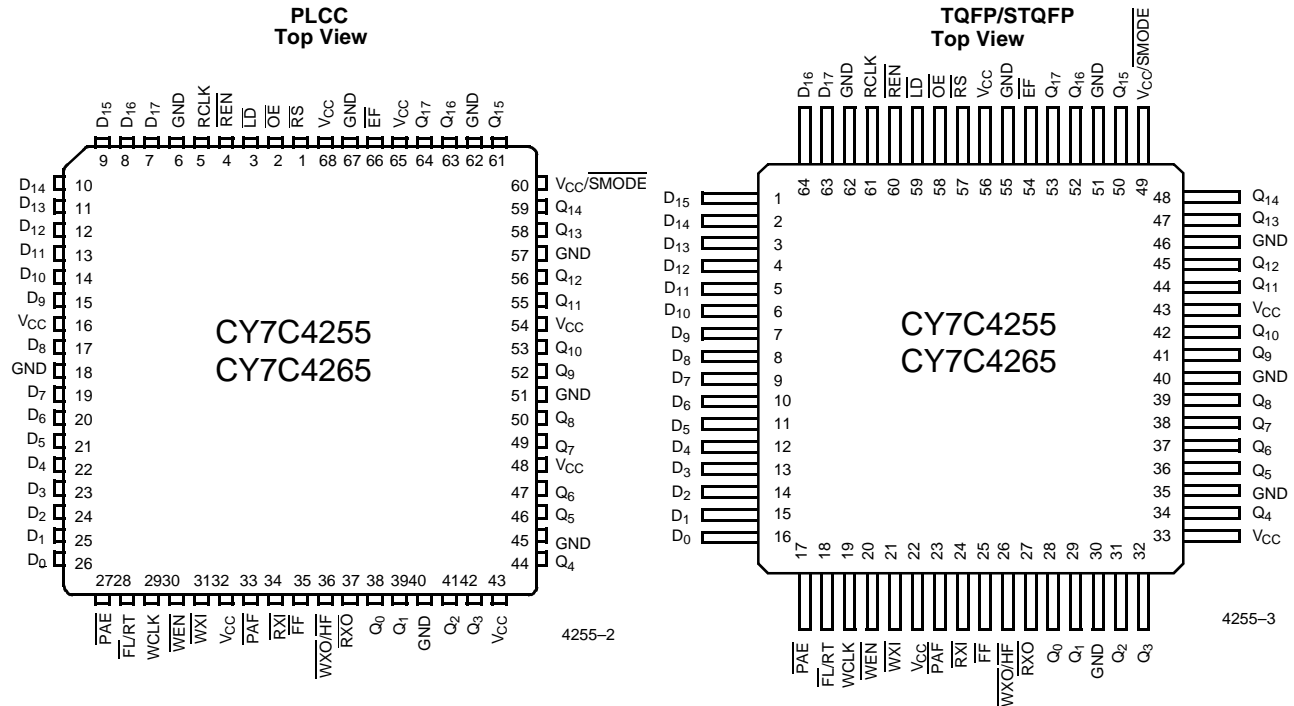 PLCC
Top View
D15 D16 D17 GND RCLK REN LD OE RS VCC GND EF VCC Q17 Q16 GND Q15
9 8 7 6 5 4 3 2 1 68 67 66 65 64 63 62 61
D14 10
D13 11
D12 12
D11 13
D10 14
D9 15
VCC 16
D8 17
GND 18
D7 19
D6 20
D5 21
D4 22
D3 23
D2 24
D1 25
D0 26
CY7C4255
CY7C4265
60 VCC/SMODE
59 Q14
58 Q13
57 GND
56 Q12
55 Q11
54 VCC
53 Q10
52 Q9
51 GND
50 Q8
49 Q7
48 VCC
47 Q6
46 Q5
45 GND
44 Q4
27 28 29 30 31 32 33 34 35 36 37 38 39 40 41 42 43
PAE FL/RT WCLK WEN WXI VCC PAF RXI FF WXO/HF RXO Q0 Q1 GND Q2 Q3 VCC
4255–2
TQFP/STQFP
Top View
D16 D17 GND RCLK REN LD OE RS VCC GND EF Q17 Q16 GND Q15 VCC/SMODE
64 63 62 61 60 59 58 57 56 55 54 53 52 51 50 49
D15 1
D14 2
D13 3
D12 4
D11 5
D10 6
D9 7
D8 8
D7 9
D6 10
D5 11
D4 12
D3 13
D2 14
D1 15
D0 16
CY7C4255
CY7C4265
48 Q14
47 Q13
46 GND
45 Q12
44 Q11
43 VCC
42 Q10
41 Q9
40 GND
39 Q8
38 Q7
37 Q6
36 Q5
35 GND
34 Q4
33 VCC
17 18 19 20 21 22 23 24 25 26 27 28 29 30 31 32
PAE FL/RT WCLK WEN WXI VCC PAF RXI FF WXO/HF RXO Q0 Q1 GND Q2 Q3
4255–3